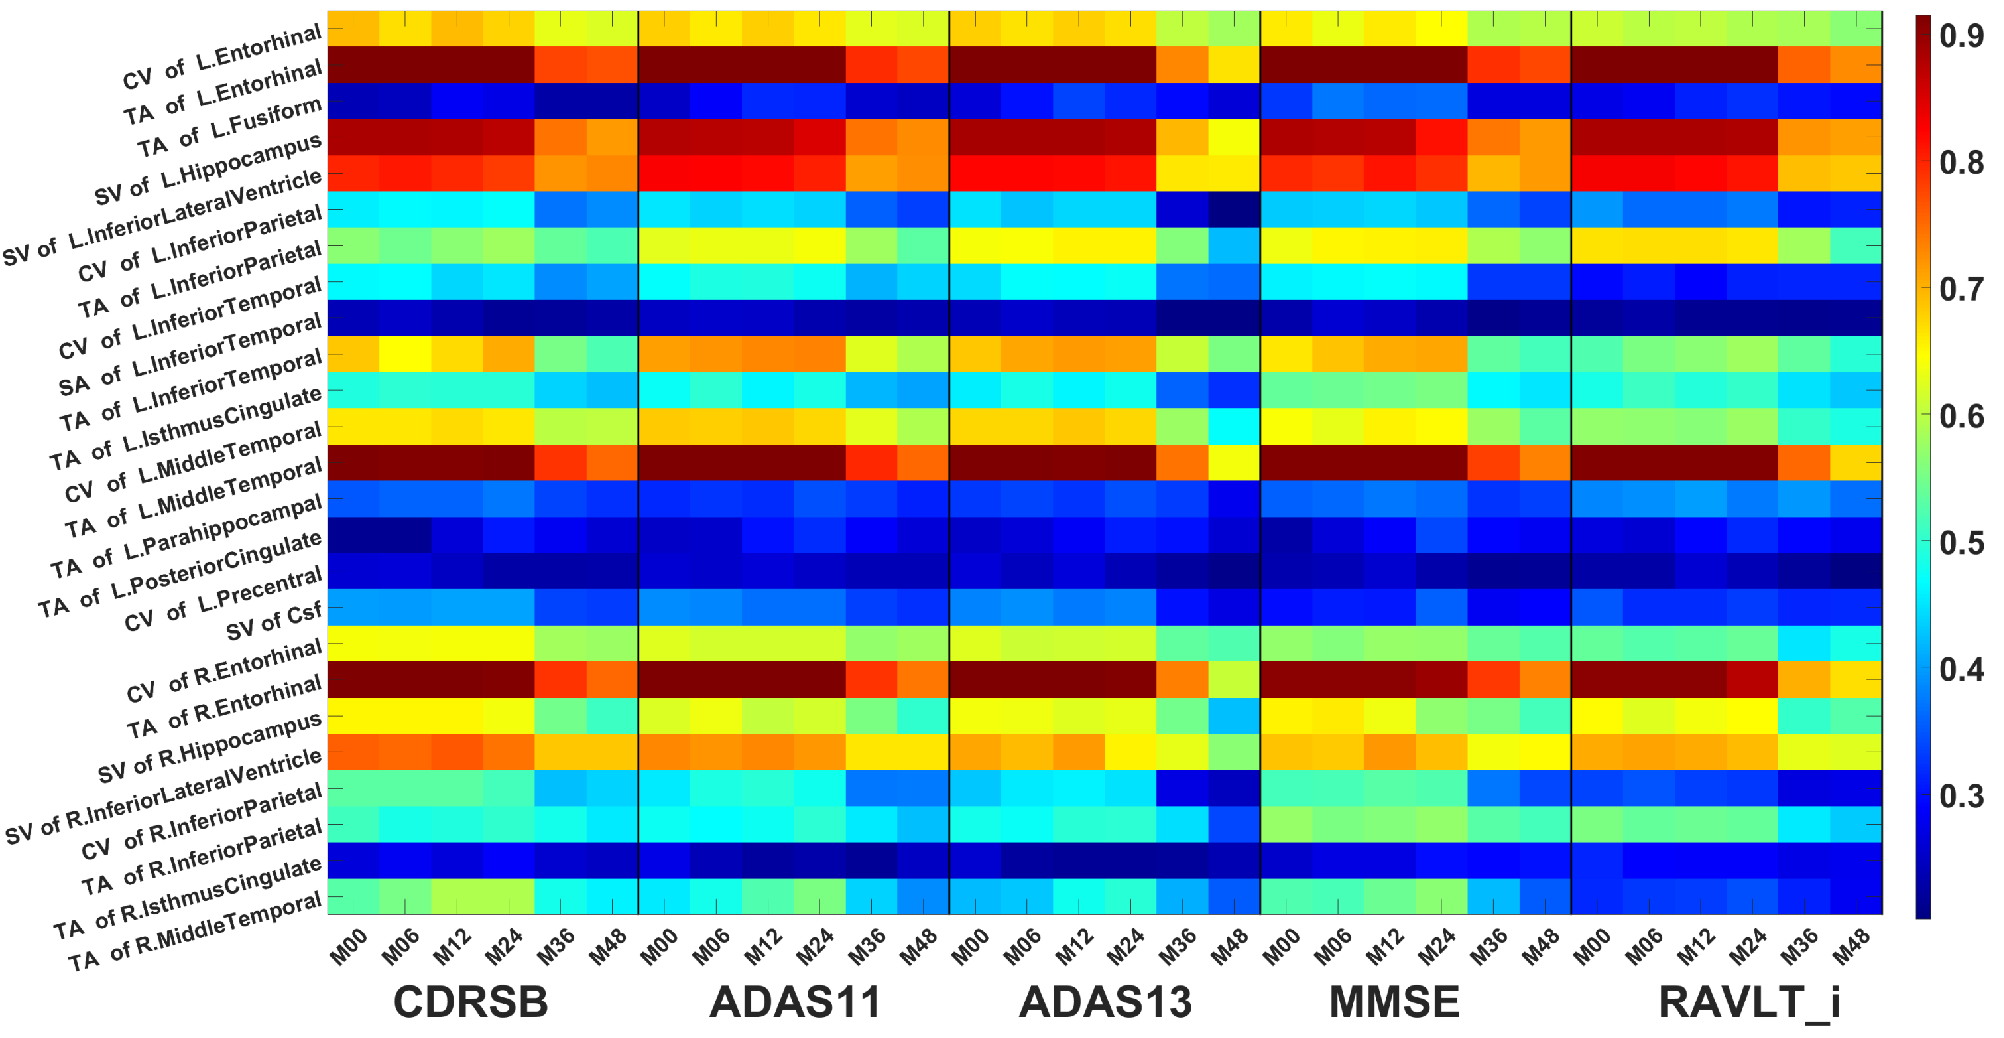 CV of L.Entorhinal
TA of L.Entorhinal
TA of L.Fusiform
SV of L.Hippocampus
SV of L.InferiorLateralVentricle
CV of L.InferiorParietal
TA of L.InferiorParietal
CV of L.InferiorTemporal
SA of L.InferiorTemporal
TA of L.InferiorTemporal
TA of L.IsthmusCingulate
CV of L.MiddleTemporal
TA of L.MiddleTemporal
TA of L.Parahippocampal
TA of L.PosteriorCingulate
CV of L.Precentral
SV of Csf
CV of R.Entorhinal
TA of R.Entorhinal
SV of R.Hippocampus
SV of R.InferiorLateralVentricle
CV of R.InferiorParietal
TA of R.InferiorParietal
TA of R.IsthmusCingulate
TA of R.MiddleTemporal
M00 M06 M12 M24 M36 M48 M00 M06 M12 M24 M36 M48 M00 M06 M12 M24 M36 M48 M00 M06 M12 M24 M36 M48 M00 M06 M12 M24 M36 M48
CDRSB ADAS11 ADAS13 MMSE RAVLT_i
0.9
0.8
0.7
0.6
0.5
0.4
0.3